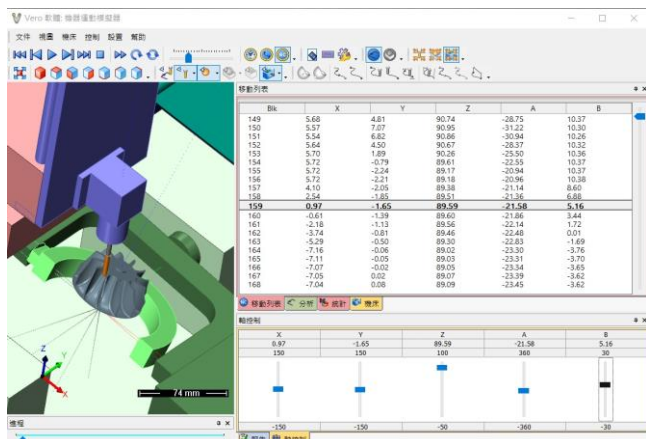 Vero 軟體: 機器運動模擬器
文件 視圖 機床 控制 設置 幫助
移動列表
Blk X Y Z A B
149 5.68 4.81 90.74 -28.75 10.37
150 5.57 7.07 90.95 -31.22 10.30
151 5.54 6.82 90.86 -30.94 10.26
152 5.64 4.50 90.67 -28.37 10.32
153 5.70 1.89 90.26 -25.50 10.36
154 5.72 -0.79 89.61 -22.55 10.37
155 5.72 -2.24 89.17 -20.94 10.37
156 5.72 -2.21 89.18 -20.96 10.38
157 4.10 -2.05 89.38 -21.14 8.60
158 2.54 -1.85 89.51 -21.36 6.88
159 0.97 -1.65 89.59 -21.58 5.16
160 -0.61 -1.39 89.60 -21.86 3.44
161 -2.18 -1.13 89.56 -22.14 1.72
162 -3.74 -0.81 89.46 -22.48 0.01
163 -5.29 -0.50 89.30 -22.83 -1.69
164 -7.16 -0.06 89.02 -23.30 -3.76
165 -7.11 -0.05 89.03 -23.31 -3.70
166 -7.07 -0.02 89.05 -23.34 -3.65
167 -7.05 0.02 89.07 -23.39 -3.62
168 -7.04 0.08 89.09 -23.45 -3.62
移動列表 分析 統計 機床
軸控制
X Y Z A B
0.97 -1.65 89.59 -21.58 5.16
150 150 100 360 30
-150 -150 -50 -360 -30
Z
Y
X
74 mm
進程